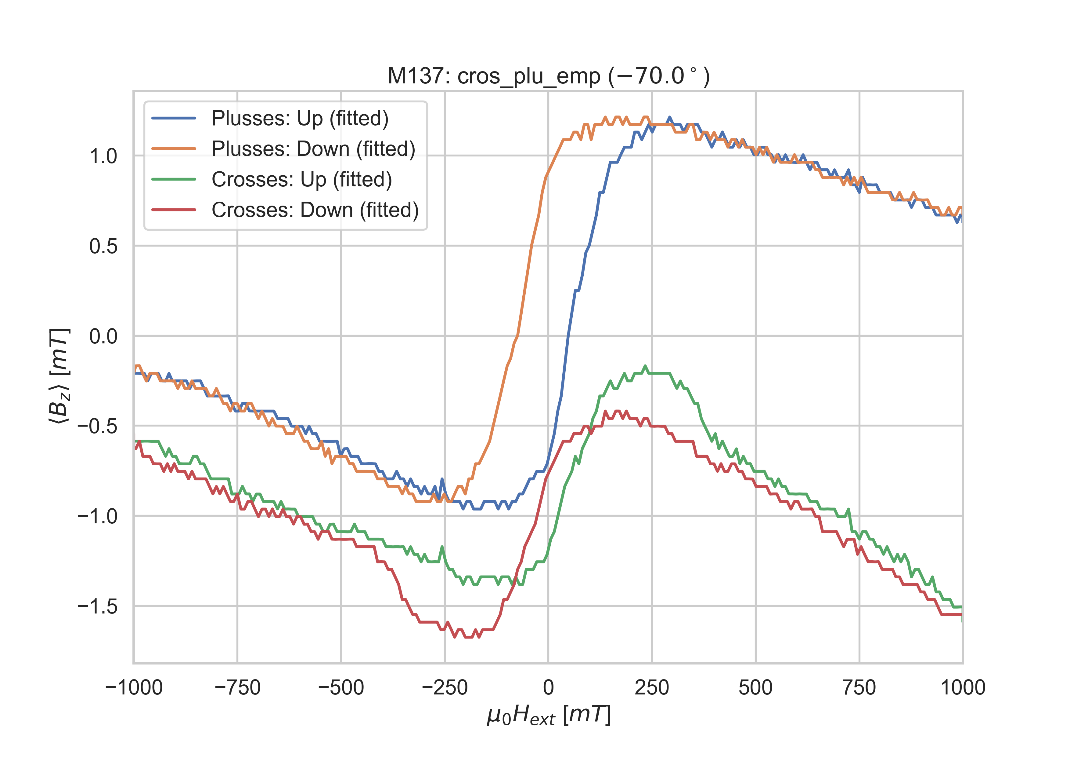 M137: cros_plu_emp (−70.0°)
Plusses: Up (fitted)
Plusses: Down (fitted)
Crosses: Up (fitted)
Crosses: Down (fitted)
1.0
0.5
0.0
−0.5
−1.0
−1.5
⟨B_z⟩ [mT]
−1000 −750 −500 −250 0 250 500 750 1000
μ₀H_ext [mT]